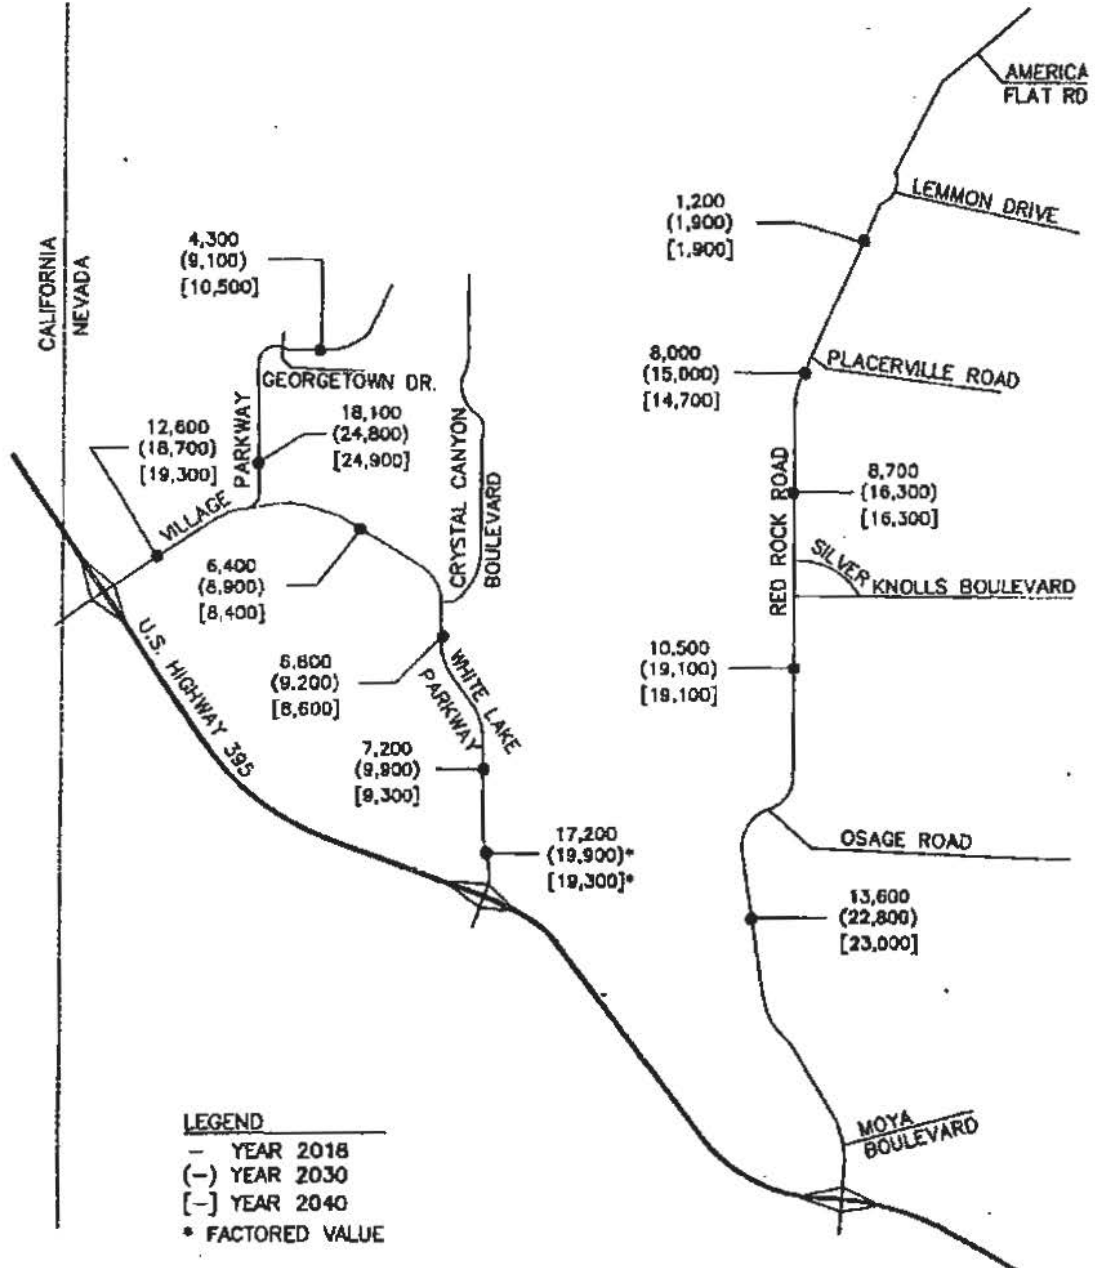 AMERICA
FLAT RD
LEMMON DRIVE
1,200
(1,900)
[1,900]
CALIFORNIA
NEVADA
4,300
(9,100)
[10,500]
GEORGETOWN DR.
8,000
(15,000)
[14,700]
PLACERVILLE ROAD
12,600
(18,700)
[19,300]
VILLAGE PARKWAY
18,100
(24,800)
[24,900]
CRYSTAL CANYON
BOULEVARD
RED ROCK ROAD
8,700
(16,300)
[16,300]
6,400
(8,900)
[8,400]
SILVER KNOLLS BOULEVARD
U.S. HIGHWAY 395
(9,200)
WHITE LAKE
PARKWAY
10,500
(19,100)
[19,100]
7,200
(9,900)
[9,300]
17,200
(19,900)*
[19,300]*
OSAGE ROAD
13,600
(22,800)
[23,000]
MOYA
BOULEVARD
LEGEND
– YEAR 2018
(–) YEAR 2030
[–] YEAR 2040
* FACTORED VALUE